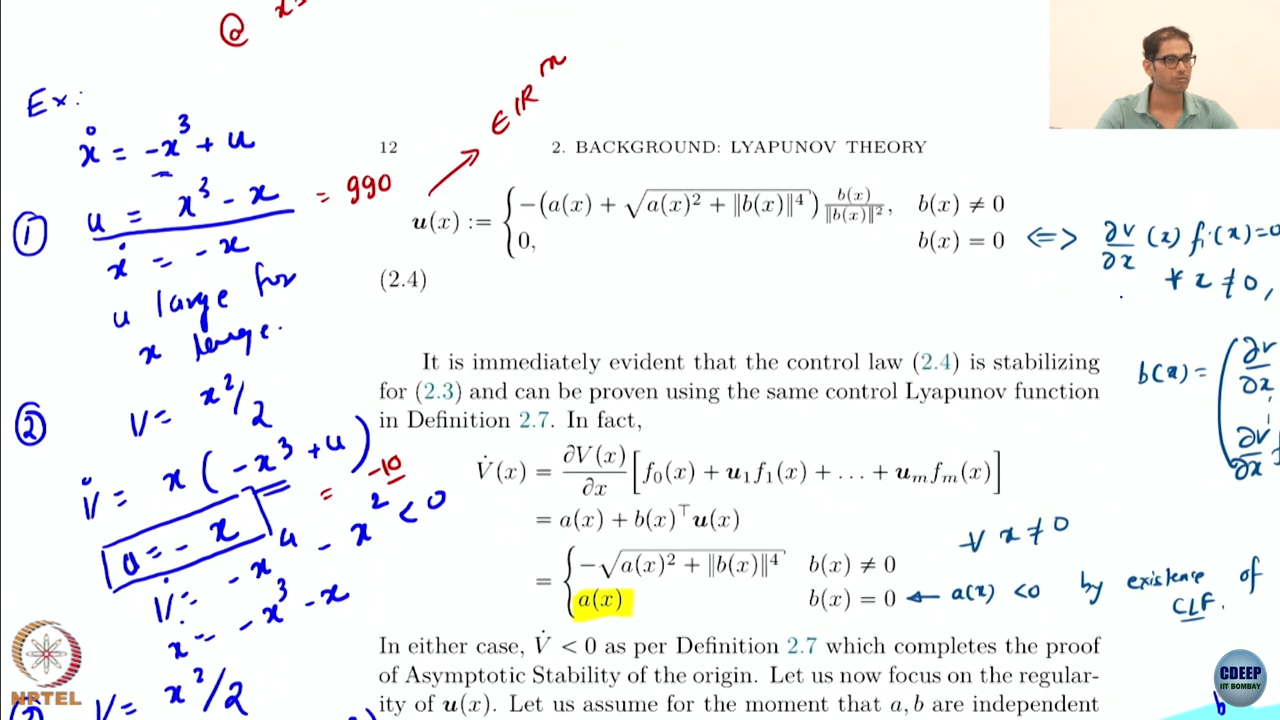 @ x
Ex:
ẋ = -x³ + u
① u = x³ - x = 990
ẋ = -x
u large for
x large.
② V = x²/2
V̇ = x(-x³ + u)
u = -x = -10
V̇ = -x⁴ - x² < 0
ẋ = -x³ - x
V = x²/2
∈ ℝᵐ
12 2. BACKGROUND: LYAPUNOV THEORY
u(x) := { -(a(x) + √(a(x)² + ‖b(x)‖⁴)) b(x)/‖b(x)‖², b(x) ≠ 0
0, b(x) = 0 ⇔ ∂V/∂x (x) fᵢ(x) = 0
∀ x ≠ 0,
(2.4)
It is immediately evident that the control law (2.4) is stabilizing
for (2.3) and can be proven using the same control Lyapunov function
in Definition 2.7. In fact,
b(x) = ( ∂V/∂x
∂V/∂x
V̇(x) = ∂V(x)/∂x [f₀(x) + u₁f₁(x) + ... + uₘfₘ(x)]
= a(x) + b(x)ᵀu(x)
∀ x ≠ 0
= { -√(a(x)² + ‖b(x)‖⁴) b(x) ≠ 0
a(x) b(x) = 0 ← a(x) < 0 by existence of
CLF.
In either case, V̇ < 0 as per Definition 2.7 which completes the proof
of Asymptotic Stability of the origin. Let us now focus on the regular-
ity of u(x). Let us assume for the moment that a, b are independent
b
NPTEL
CDEEP
IIT BOMBAY